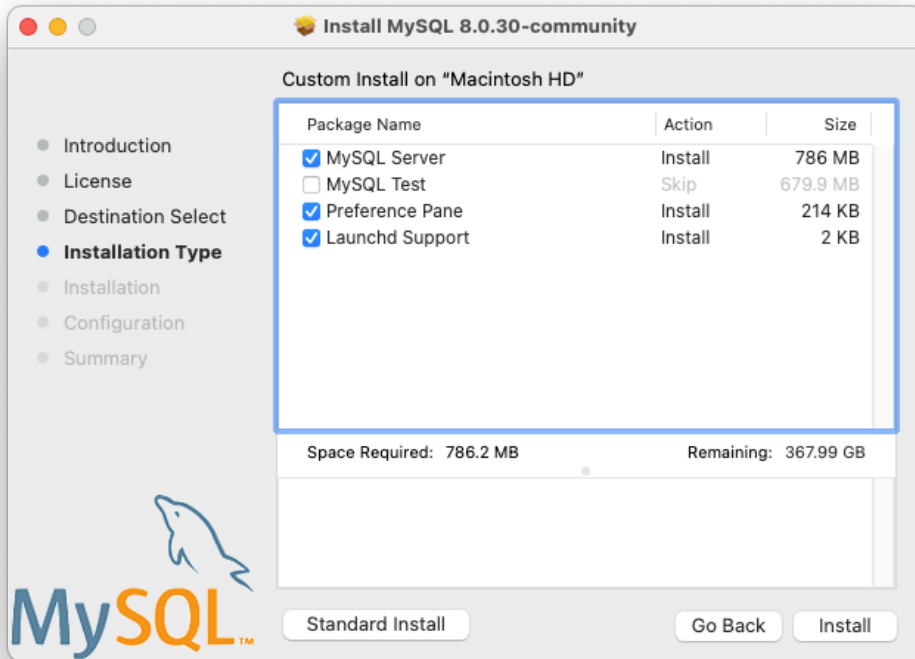 Install MySQL 8.0.30-community
Custom Install on “Macintosh HD”
Introduction
License
Destination Select
Installation Type
Installation
Configuration
Summary
Package Name Action Size
MySQL Server Install 786 MB
MySQL Test Skip 679.9 MB
Preference Pane Install 214 KB
Launchd Support Install 2 KB
Space Required: 786.2 MB Remaining: 367.99 GB
MySQL™
Standard Install Go Back Install